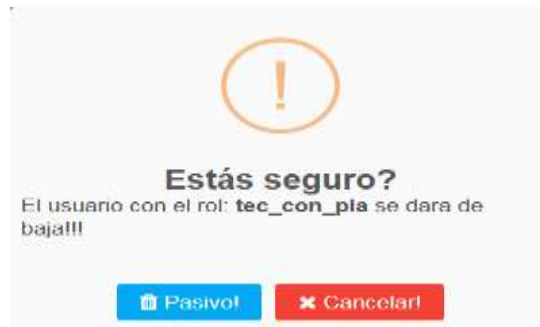 !
Estás seguro?
El usuario con el rol: tec_con_pla se dara de
baja!!!
Pasivo! Cancelar!